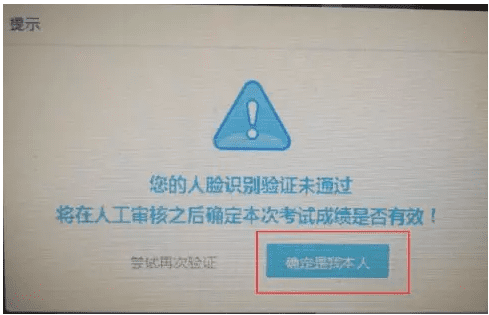 提示
您的人脸识别验证未通过
将在人工审核之后确定本次考试成绩是否有效！
尝试再次验证
确定是我本人